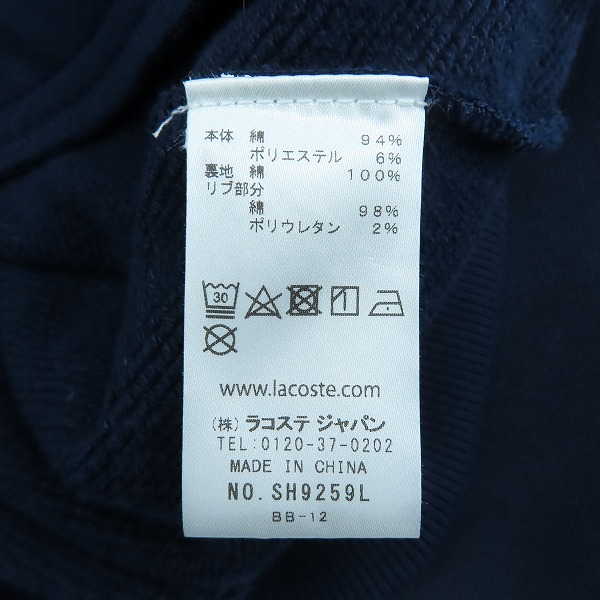 本体 綿 94%
ポリエステル 6%
裏地 綿 100%
リブ部分
綿 98%
ポリウレタン 2%
30
www.lacoste.com
(株) ラコステ ジャパン
TEL:0120-37-0202
MADE IN CHINA
NO. SH9259L
BB-12